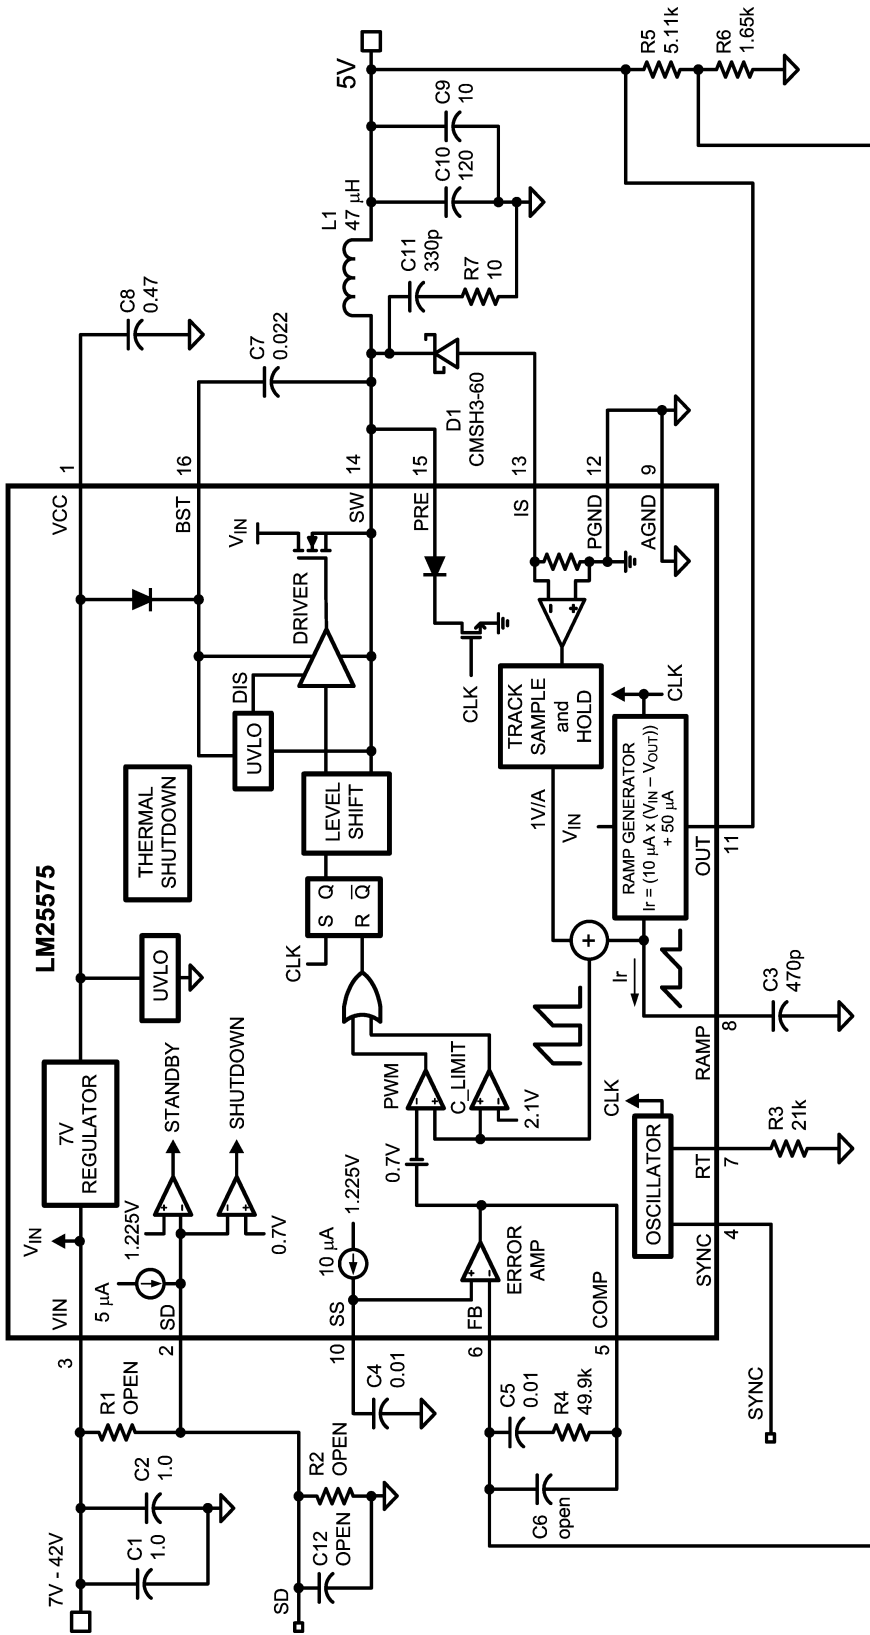 LM25575
7V - 42V
C1
1.0
C2
1.0
R1
OPEN
SD
C12
OPEN
R2
OPEN
3
VIN
VIN
7V
REGULATOR
UVLO
THERMAL
SHUTDOWN
1
VCC
C8
0.47
2
SD
5 µA
1.225V
STANDBY
0.7V
SHUTDOWN
16
BST
C7
0.022
UVLO
DIS
DRIVER
VIN
14
SW
L1
47 µH
5V
CLK
S Q
R Q
LEVEL
SHIFT
15
PRE
CLK
10
SS
10 µA
1.225V
C4
0.01
0.7V
PWM
C_LIMIT
2.1V
13
IS
12
PGND
9
AGND
D1
CMSH3-60
C11
330p
R7
10
C10
120
C9
10
R5
5.11k
R6
1.65k
6
FB
ERROR
AMP
5
COMP
C5
0.01
R4
49.9k
C6
open
TRACK
SAMPLE
and
HOLD
1V/A
VIN
+
RAMP GENERATOR
Ir = (10 µA x (VIN – VOUT))
+ 50 µA
CLK
Ir
11
OUT
8
RAMP
C3
470p
OSCILLATOR
CLK
7
RT
R3
21k
4
SYNC
SYNC